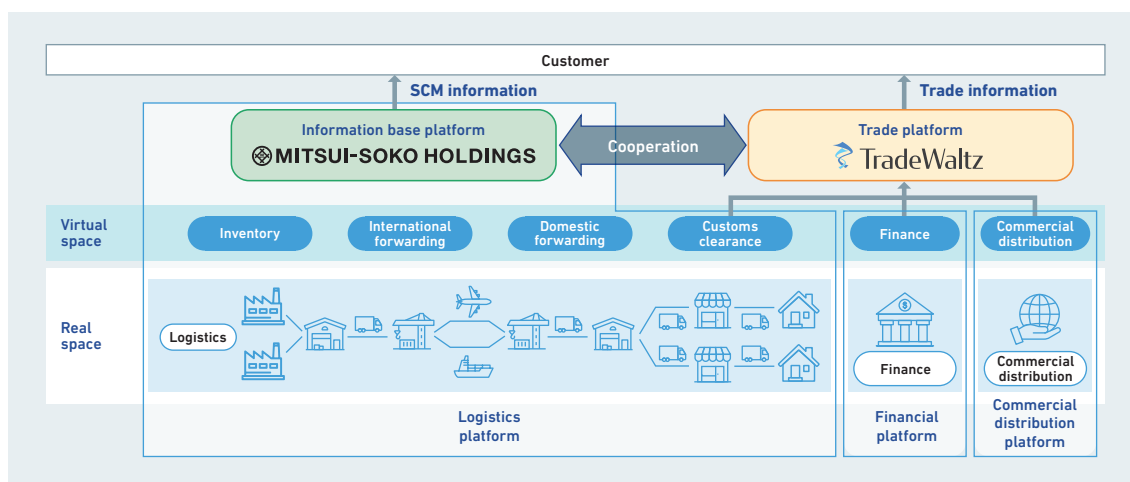 Customer
SCM information
Trade information
Information base platform
MITSUI-SOKO HOLDINGS
Cooperation
Trade platform
TradeWaltz
Virtual
space
Inventory
International
forwarding
Domestic
forwarding
Customs
clearance
Finance
Commercial
distribution
Real
space
Logistics
$
Finance
Commercial
distribution
Logistics
platform
Financial
platform
Commercial
distribution
platform